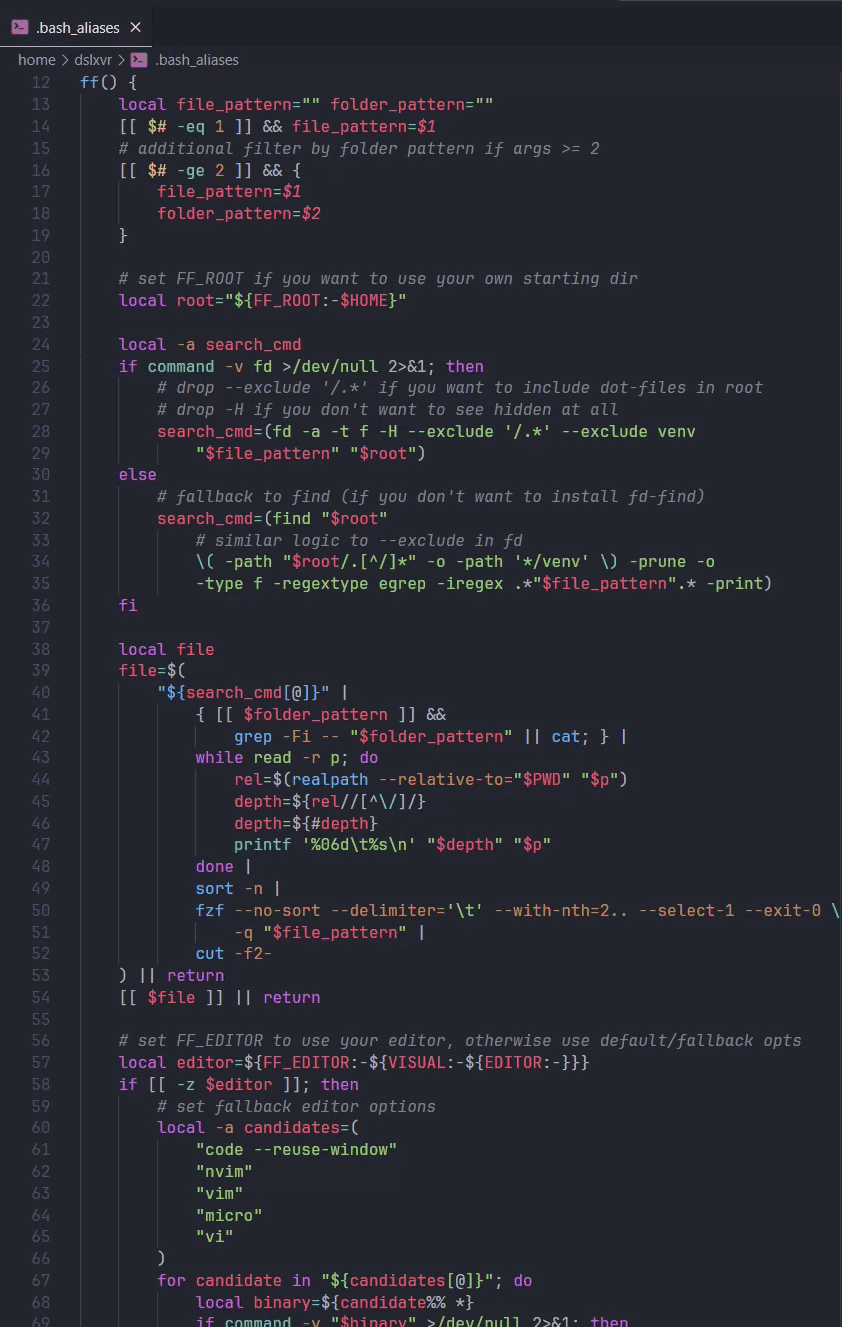 .bash_aliases ×
home > dslxvr > .bash_aliases
12 ff() {
13     local file_pattern="" folder_pattern=""
14     [[ $# -eq 1 ]] && file_pattern=$1
15     # additional filter by folder pattern if args >= 2
16     [[ $# -ge 2 ]] && {
17         file_pattern=$1
18         folder_pattern=$2
19     }
20
21     # set FF_ROOT if you want to use your own starting dir
22     local root="${FF_ROOT:-$HOME}"
23
24     local -a search_cmd
25     if command -v fd >/dev/null 2>&1; then
26         # drop --exclude '/.*' if you want to include dot-files in root
27         # drop -H if you don't want to see hidden at all
28         search_cmd=(fd -a -t f -H --exclude '/.*' --exclude venv
29             "$file_pattern" "$root")
30     else
31         # fallback to find (if you don't want to install fd-find)
32         search_cmd=(find "$root"
33             # similar logic to --exclude in fd
34             \( -path "$root/.[^/]*" -o -path '*/venv' \) -prune -o
35             -type f -regextype egrep -iregex .*"$file_pattern".* -print)
36     fi
37
38     local file
39     file=$(
40         "${search_cmd[@]}" |
41             { [[ $folder_pattern ]] &&
42                 grep -Fi -- "$folder_pattern" || cat; } |
43             while read -r p; do
44                 rel=$(realpath --relative-to="$PWD" "$p")
45                 depth=${rel//[^\/]/}
46                 depth=${#depth}
47                 printf '%06d\t%s\n' "$depth" "$p"
48             done |
49             sort -n |
50             fzf --no-sort --delimiter='\t' --with-nth=2.. --select-1 --exit-0 \
51                 -q "$file_pattern" |
52             cut -f2-
53     ) || return
54     [[ $file ]] || return
55
56     # set FF_EDITOR to use your editor, otherwise use default/fallback opts
57     local editor=${FF_EDITOR:-${VISUAL:-${EDITOR:-}}}
58     if [[ -z $editor ]]; then
59         # set fallback editor options
60         local -a candidates=(
61             "code --reuse-window"
62             "nvim"
63             "vim"
64             "micro"
65             "vi"
66         )
67         for candidate in "${candidates[@]}"; do
68             local binary=${candidate%% *}
69             if command -v "$binary" >/dev/null 2>&1; then